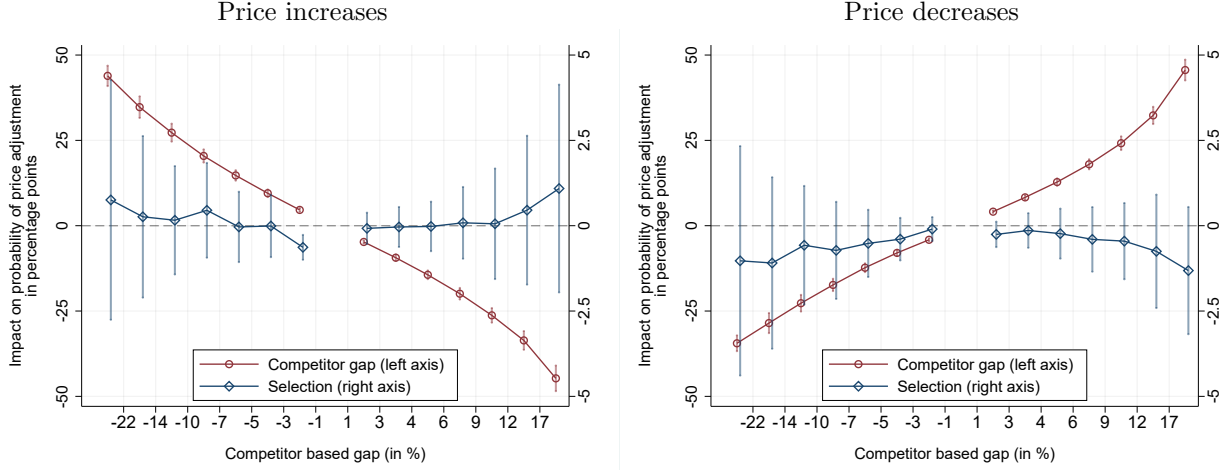 Price increases
Impact on probability of price adjustment
in percentage points
50
25
0
-25
-50
5
2.5
0
-2.5
-5
Competitor gap (left axis)
Selection (right axis)
-22 -14 -10 -7 -5 -3 -1 1 3 4 7 9 12 17
Competitor based gap (in %)
Price decreases
Impact on probability of price adjustment
in percentage points
50
25
0
-25
-50
5
2.5
0
-2.5
-5
Competitor gap (left axis)
Selection (right axis)
-22 -14 -10 -7 -5 -3 -1 1 3 4 6 9 12 17
Competitor based gap (in %)